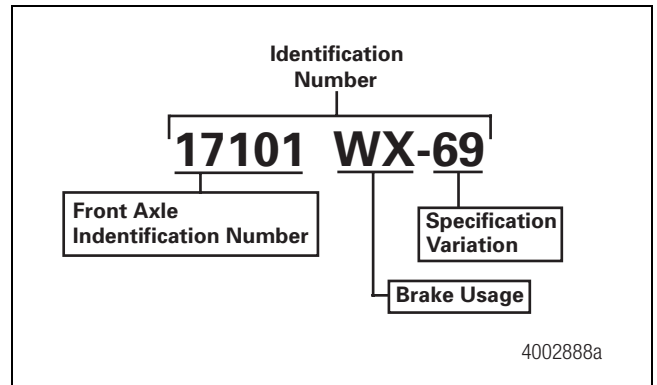 Identification
Number
17101 WX-69
Front Axle
Indentification Number
Specification
Variation
Brake Usage
4002888a